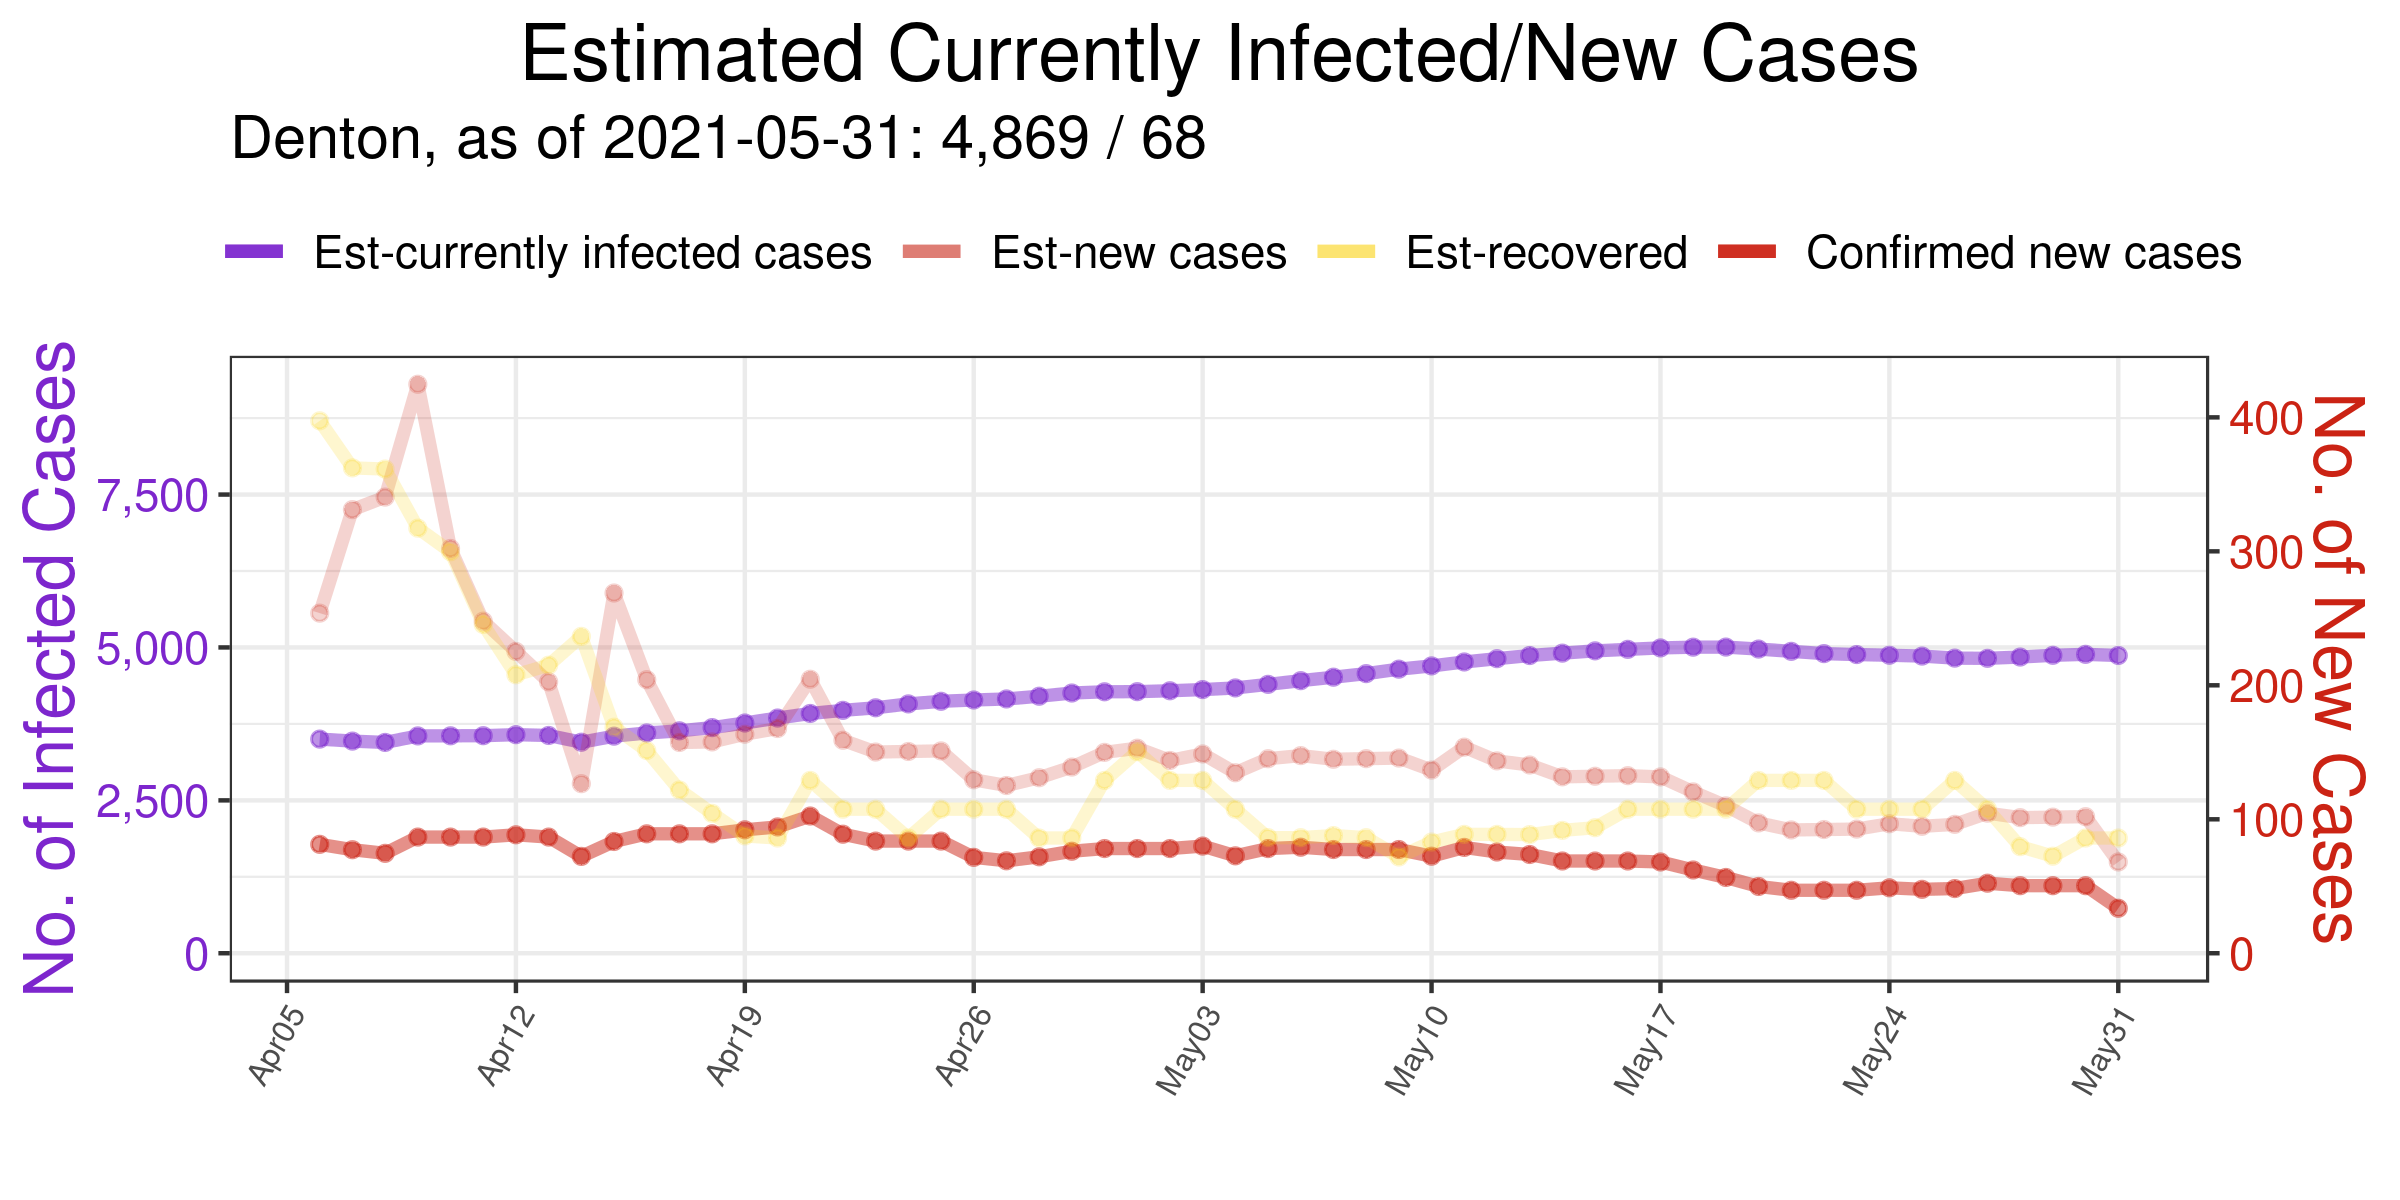 Estimated Currently Infected/New Cases
Denton, as of 2021-05-31: 4,869 / 68
Est-currently infected cases Est-new cases Est-recovered Confirmed new cases
No. of Infected Cases
7,500
5,000
2,500
0
400
300
200
100
0
No. of New Cases
Apr05 Apr12 Apr19 Apr26 May03 May10 May17 May24 May31